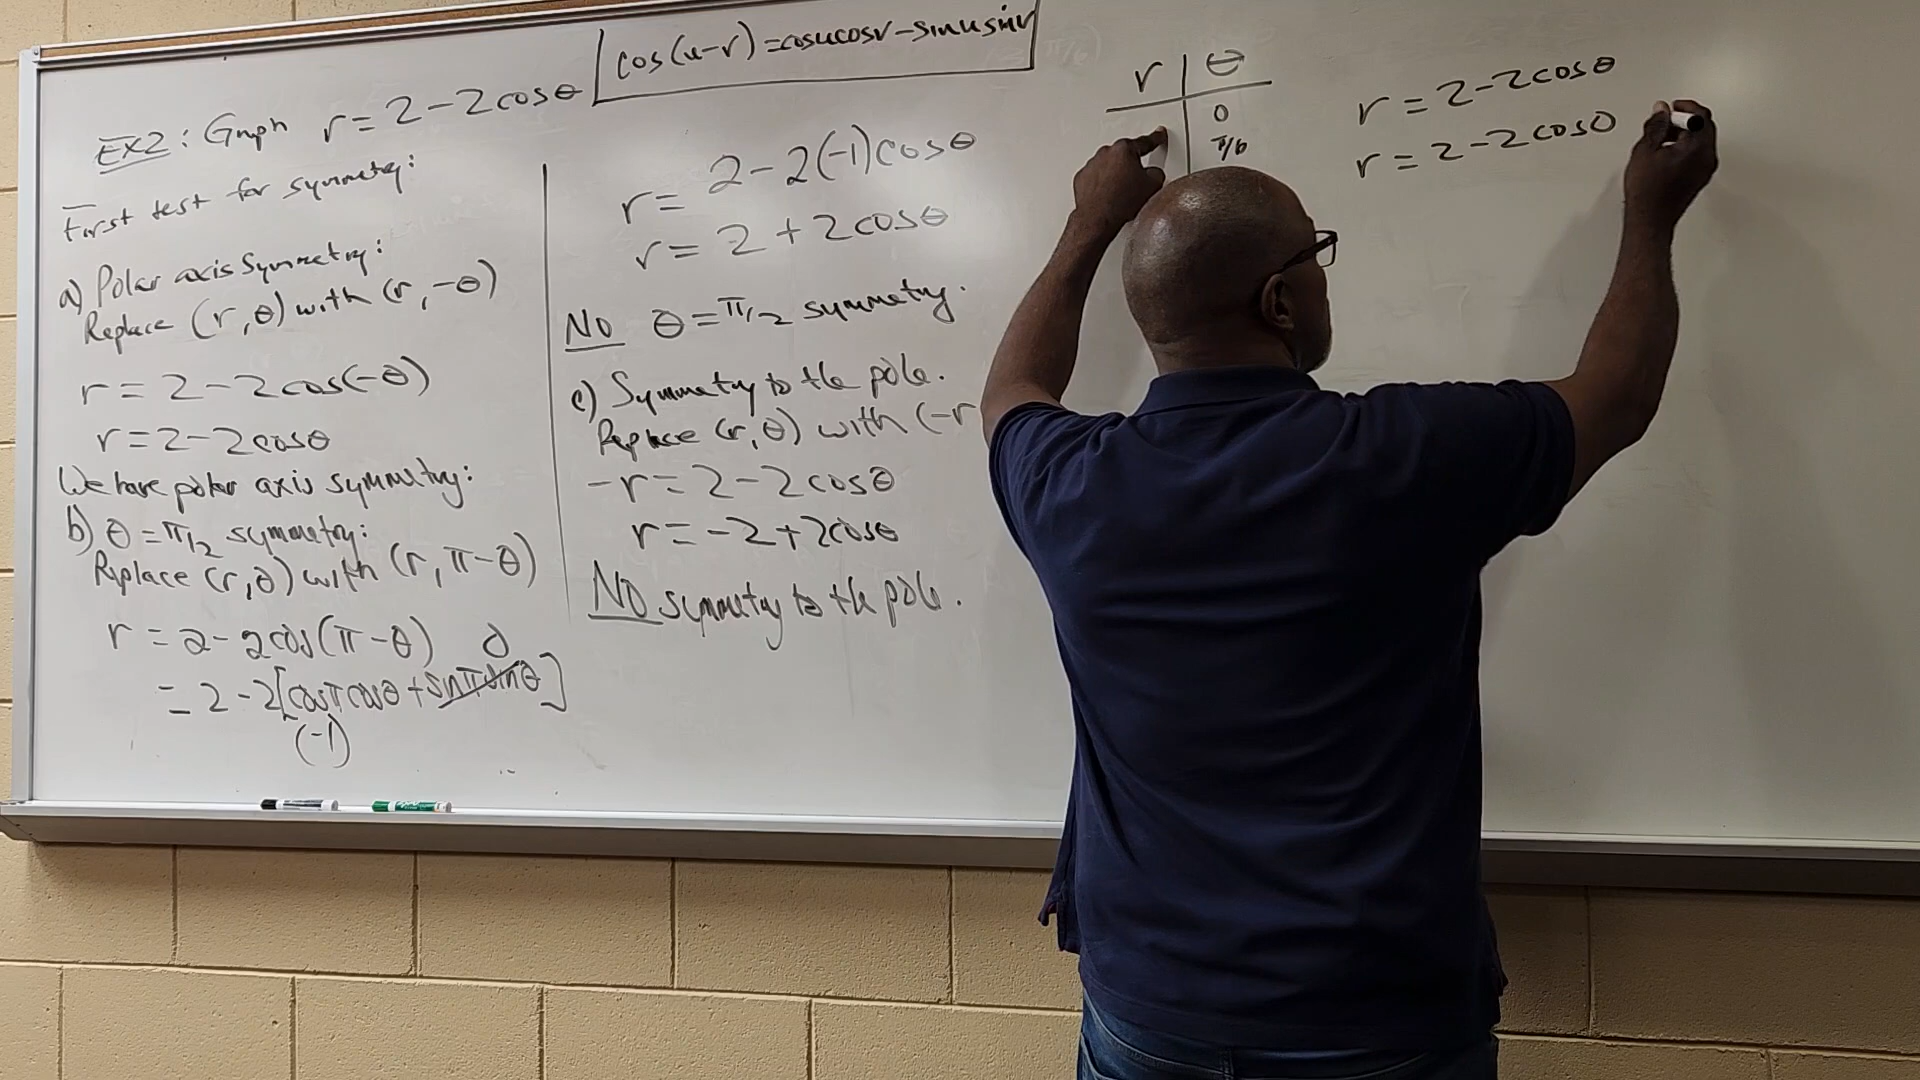 EX2: Graph r = 2 - 2cosθ
cos(u-v) = cosucosv - sinusinv
First test for symmetry:
a) Polar axis symmetry:
Replace (r, θ) with (r, -θ)
r = 2 - 2cos(-θ)
r = 2 - 2cosθ
We have polar axis symmetry:
b) θ = π/2 symmetry:
Replace (r, θ) with (r, π - θ)
r = 2 - 2cos(π - θ) 0
= 2 - 2[cosπcosθ + sinπsinθ]
(-1)
r = 2 - 2(-1)cosθ
r = 2 + 2cosθ
NO θ = π/2 symmetry.
c) Symmetry to the pole.
Replace (r, θ) with (-r
-r = 2 - 2cosθ
r = -2 + 2cosθ
NO symmetry to the pole.
r | θ
0
π/6
r = 2 - 2cosθ
r = 2 - 2cos0